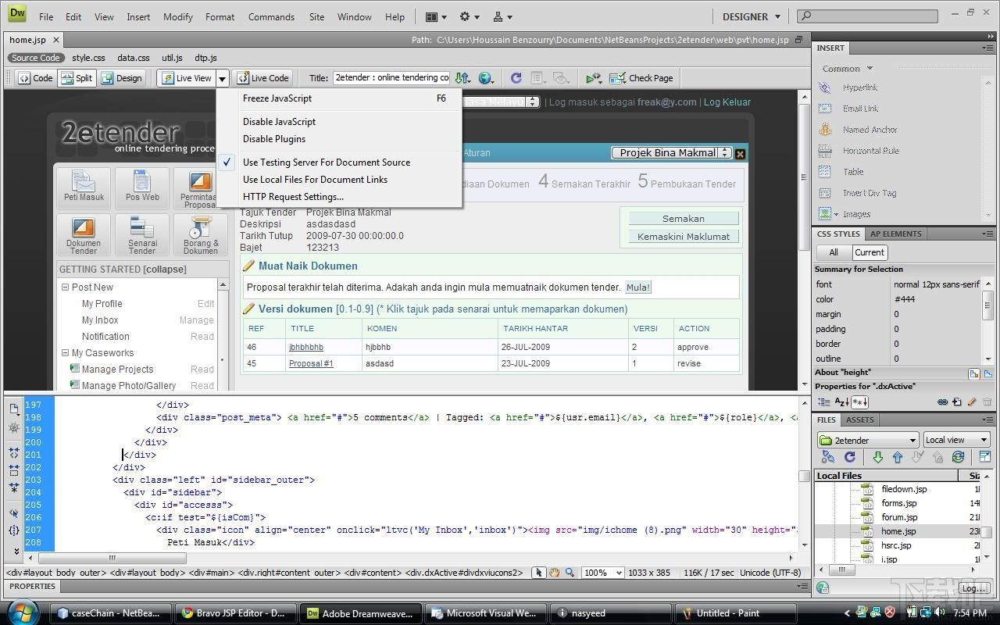 Dw File Edit View Insert Modify Format Commands Site Window Help DESIGNER
home.jsp Path: C:\Users\Houssain Benzourry\Documents\NetBeansProjects\2etender\web\pvt\home.jsp
Source Code style.css data.css util.js dtp.js
Code Split Design Live View Live Code Title: 2etender : online tendering co Check Page
Freeze JavaScript F6
Disable JavaScript
Disable Plugins
Use Testing Server For Document Source
Use Local Files For Document Links
HTTP Request Settings...
Melayu | Log masuk sebagai freak@y.com | Log Keluar
2etender
online tendering proce
Aturan Projek Bina Makmal
Dokumen 4 Semakan Terakhir 5 Pembukaan Tender
Peti Masuk Pos Web Permintaa Proposal
Dokumen Tender Senarai Tender Borang & Dokumen
Tajuk Tender Projek Bina Makmal
Deskripsi asdasdasd
Tarikh Tutup 2009-07-30 00:00:00.0
Bajet 123213
Semakan
Kemaskini Maklumat
GETTING STARTED [collapse]
Post New
My Profile Edit
My Inbox Manage
Notification Read
My Caseworks
Manage Projects Read
Manage Photo/Gallery Read
Muat Naik Dokumen
Proposal terakhir telah diterima. Adakah anda ingin mula memuatnaik dokumen tender. Mula!
Versi dokumen [0.1-0.9] (* Klik tajuk pada senarai untuk memaparkan dokumen)
REF TITLE KOMEN TARIKH HANTAR VERSI ACTION
46 jbhbhbhb hjbbhb 26-JUL-2009 2 approve
45 Proposal #1 asdasd 23-JUL-2009 1 revise
197 </div>
198 <div class="post_meta"> <a href="#">5 comments</a> | Tagged: <a href="#">${usr.email}</a>, <a href="#">${role}</a>, <a
199 </div>
200 </div>
201 </div>
202 </div>
203 <div class="left" id="sidebar_outer">
204 <div id="sidebar">
205 <div id="accesss">
206 <c:if test="${isCom}">
207 <div class="icon" align="center" onclick="ltvc('My Inbox','inbox')"><img src="img/ichome (8).png" width="30" height=":
208 Peti Masuk</div>
<div#layout_body_outer> <div#layout_body> <div#main> <div.right#content_outer> <div#content> <div.dxActive#divdxviucons2> 100% 1033 x 385 116K / 17 sec Unicode (UTF-8)
PROPERTIES
INSERT
Common
Hyperlink
Email Link
Named Anchor
Horizontal Rule
Table
Insert Div Tag
Images
CSS STYLES AP ELEMENTS
All Current
Summary for Selection
font normal 12px sans-serif
color #444
margin 0
padding 0
border 0
outline 0
About "height"
Properties for ".dxActive"
FILES ASSETS
2etender Local view
Local Files Siz
filedown.jsp 1
forms.jsp 14
forum.jsp 21
home.jsp 23
hsrc.jsp 2
i.jsp 1
Log...
caseChain - NetBea... Bravo JSP Editor - D... Adobe Dreamweave... Microsoft Visual We... nasyeed Untitled - Paint 7:54 PM